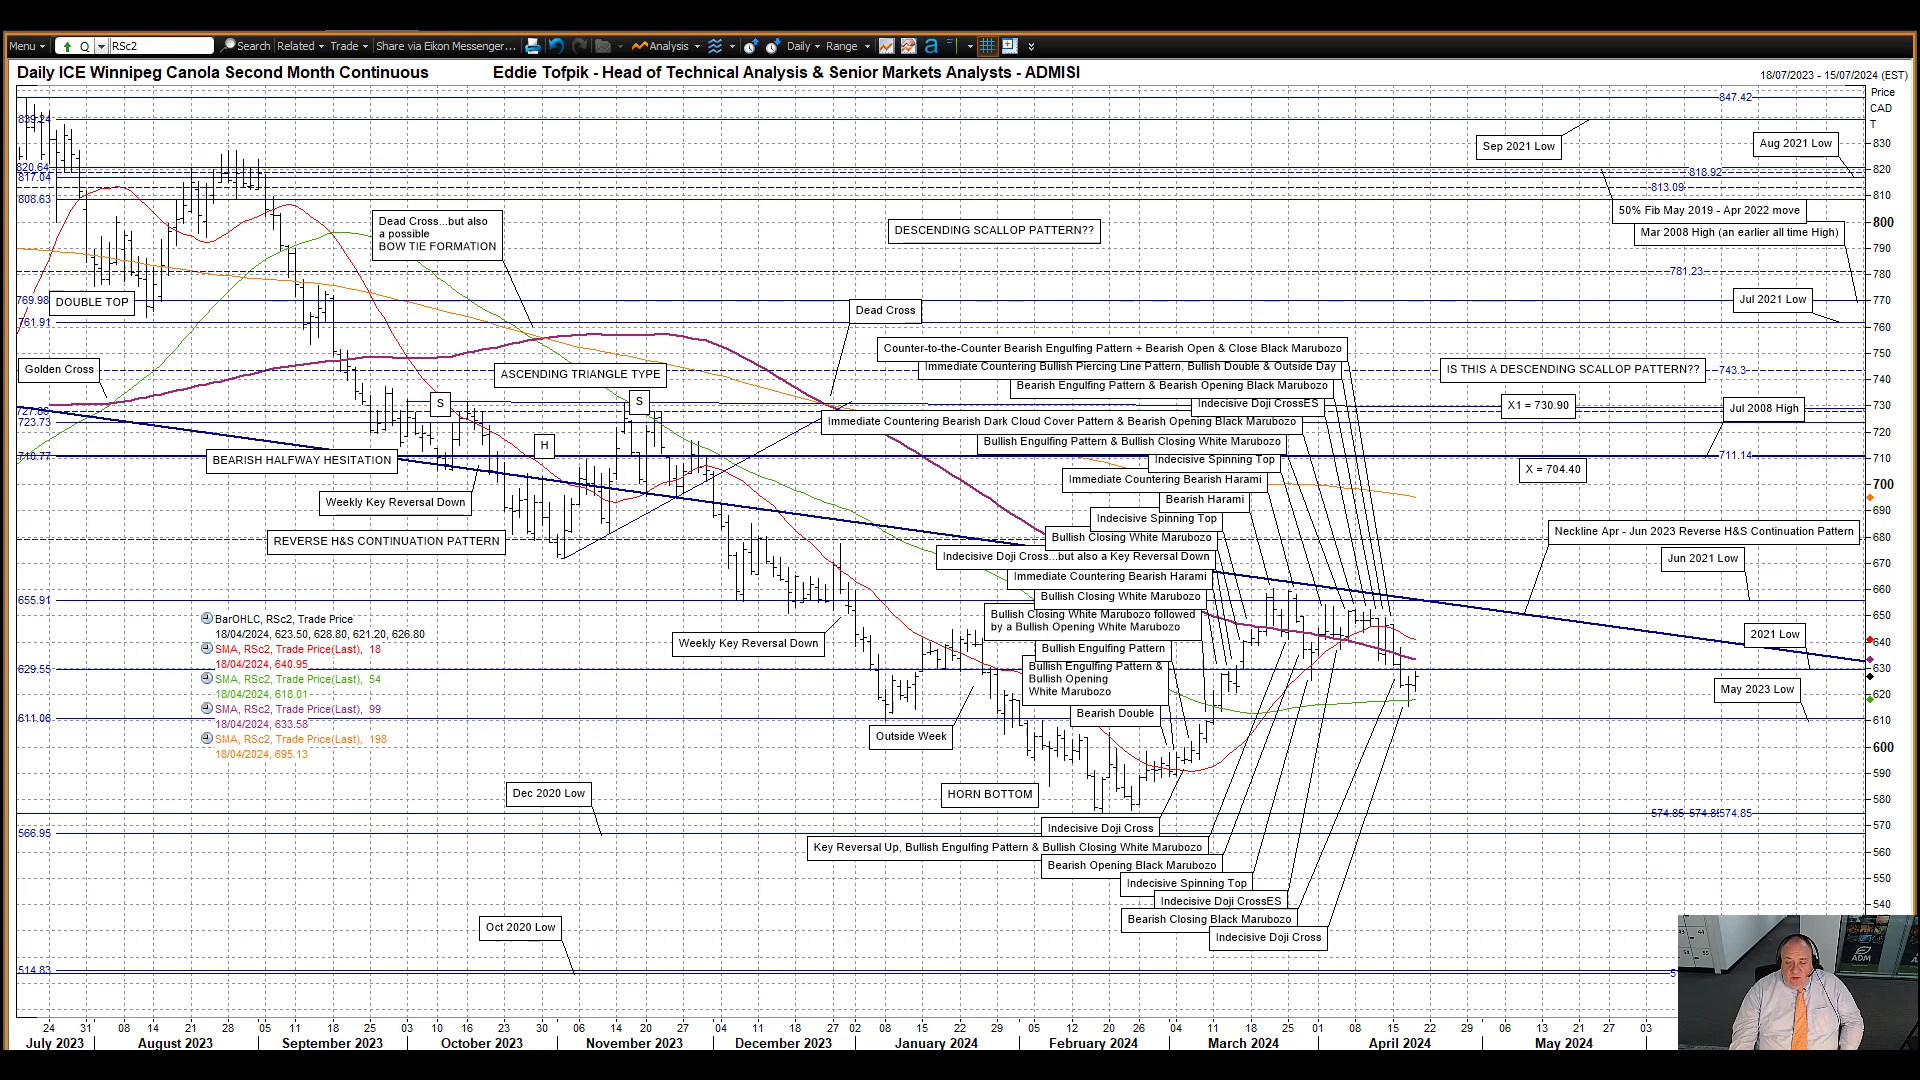 Menu
Q
RSc2
Search
Related
Trade
Share via Eikon Messenger...
Analysis
Daily
Range
Daily ICE Winnipeg Canola Second Month Continuous
Eddie Tofpik - Head of Technical Analysis & Senior Markets Analysts - ADMISI
18/07/2023 - 15/07/2024 (EST)
Price
CAD
T
847.42
839.24
830
Sep 2021 Low
Aug 2021 Low
820.64
817.04
818.92
820
813.09
810
808.63
50% Fib May 2019 - Apr 2022 move
Mar 2008 High (an earlier all time High)
800
Dead Cross...but also
a possible
BOW TIE FORMATION
DESCENDING SCALLOP PATTERN??
790
781.23
780
769.98
DOUBLE TOP
Jul 2021 Low
770
Dead Cross
761.91
760
Counter-to-the-Counter Bearish Engulfing Pattern + Bearish Open & Close Black Marubozo
750
Immediate Countering Bullish Piercing Line Pattern, Bullish Double & Outside Day
Golden Cross
ASCENDING TRIANGLE TYPE
IS THIS A DESCENDING SCALLOP PATTERN??
743.3
740
Bearish Engulfing Pattern & Bearish Opening Black Marubozo
S
S
Indecisive Doji CrossES
X1 = 730.90
Jul 2008 High
730
723.73
Immediate Countering Bearish Dark Cloud Cover Pattern & Bearish Opening Black Marubozo
720
H
Bullish Engulfing Pattern & Bullish Closing White Marubozo
BEARISH HALFWAY HESITATION
Indecisive Spinning Top
711.14
710
X = 704.40
Immediate Countering Bearish Harami
700
Weekly Key Reversal Down
Bearish Harami
690
Indecisive Spinning Top
REVERSE H&S CONTINUATION PATTERN
Bullish Closing White Marubozo
Neckline Apr - Jun 2023 Reverse H&S Continuation Pattern
680
Indecisive Doji Cross...but also a Key Reversal Down
Jun 2021 Low
670
Immediate Countering Bearish Harami
660
655.91
Bullish Closing White Marubozo
650
Bullish Closing White Marubozo followed
by a Bullish Opening White Marubozo
BarOHLC, RSc2, Trade Price
18/04/2024, 623.50, 628.80, 621.20, 626.80
SMA, RSc2, Trade Price(Last), 18
18/04/2024, 640.95
SMA, RSc2, Trade Price(Last), 54
18/04/2024, 618.01
SMA, RSc2, Trade Price(Last), 99
18/04/2024, 633.58
SMA, RSc2, Trade Price(Last), 198
18/04/2024, 695.13
Weekly Key Reversal Down
Bullish Engulfing Pattern
2021 Low
640
629.55
Bullish Engulfing Pattern &
Bullish Opening
White Marubozo
630
May 2023 Low
620
611.06
Bearish Double
610
Outside Week
600
590
Dec 2020 Low
HORN BOTTOM
580
574.85
574.85
570
566.95
Indecisive Doji Cross
Key Reversal Up, Bullish Engulfing Pattern & Bullish Closing White Marubozo
560
Bearish Opening Black Marubozo
550
Indecisive Spinning Top
Indecisive Doji CrossES
540
Oct 2020 Low
Bearish Closing Black Marubozo
Indecisive Doji Cross
514.83
ADM
24 31 08 14 21 28 05 11 18 25 03 10 16 23 30 06 14 20 27 04 11 18 27 02 08 15 22 29 05 12 20 26 04 11 18 25 01 08 15 22 29 06 13 21 27 03
July 2023 August 2023 September 2023 October 2023 November 2023 December 2023 January 2024 February 2024 March 2024 April 2024 May 2024